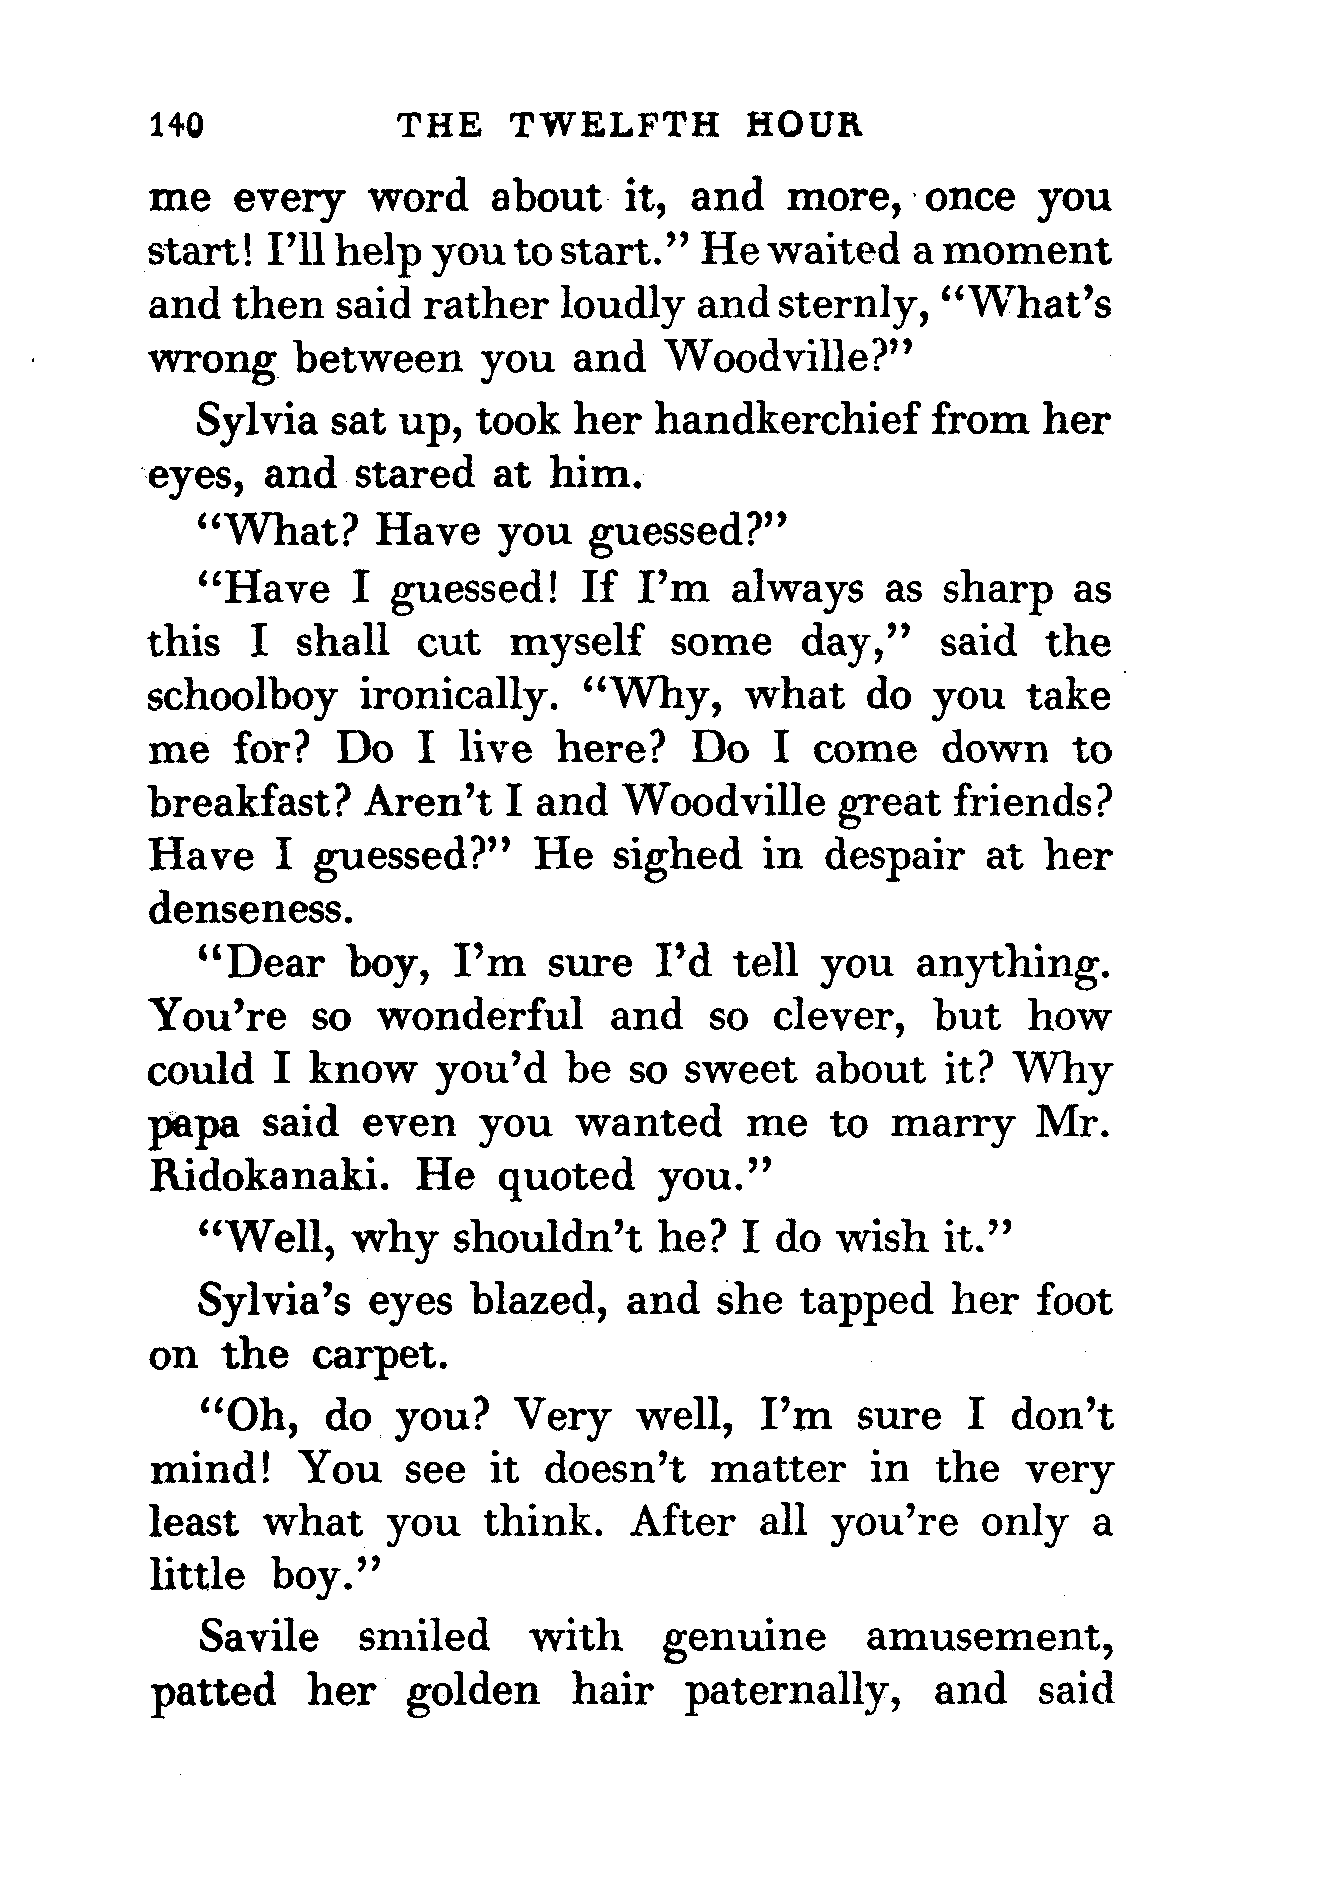 140 THE TWELFTH HOUR
me every word about it, and more, once you
start! I'll help you to start." He waited a moment
and then said rather loudly and sternly, "What's
wrong between you and Woodville?"
Sylvia sat up, took her handkerchief from her
eyes, and stared at him.
"What? Have you guessed?"
"Have I guessed! If I'm always as sharp as
this I shall cut myself some day," said the
schoolboy ironically. "Why, what do you take
me for? Do I live here? Do I come down to
breakfast? Aren't I and Woodville great friends?
Have I guessed?" He sighed in despair at her
denseness.
"Dear boy, I'm sure I'd tell you anything.
You're so wonderful and so clever, but how
could I know you'd be so sweet about it? Why
papa said even you wanted me to marry Mr.
Ridokanaki. He quoted you."
"Well, why shouldn't he? I do wish it."
Sylvia's eyes blazed, and she tapped her foot
on the carpet.
"Oh, do you? Very well, I'm sure I don't
mind! You see it doesn't matter in the very
least what you think. After all you're only a
little boy."
Savile smiled with genuine amusement,
patted her golden hair paternally, and said